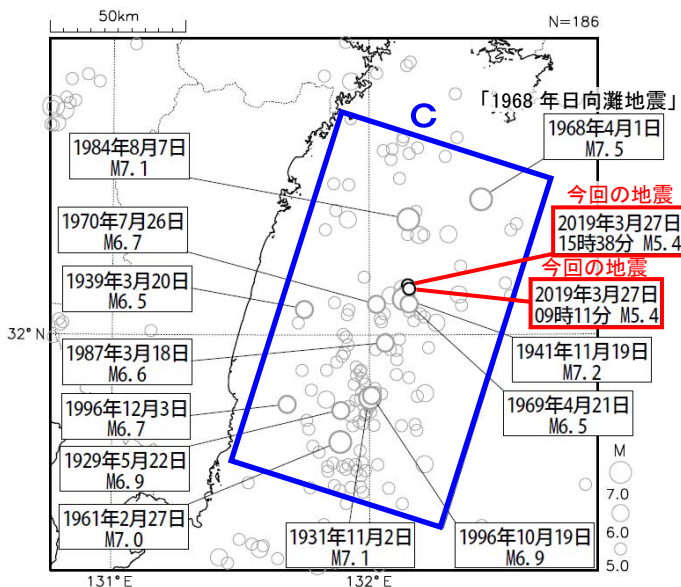 50km
N=186
「1968 年日向灘地震」
C
1968年4月1日
M7.5
1984年8月7日
M7.1
今回の地震
2019年3月27日
15時38分 M5.4
1970年7月26日
M6.7
今回の地震
2019年3月27日
09時11分 M5.4
1939年3月20日
M6.5
32°N
1987年3月18日
M6.6
1941年11月19日
M7.2
1996年12月3日
M6.7
1969年4月21日
M6.5
1929年5月22日
M6.9
1961年2月27日
M7.0
1931年11月2日
M7.1
1996年10月19日
M6.9
M
7.0
6.0
5.0
131°E
132°E